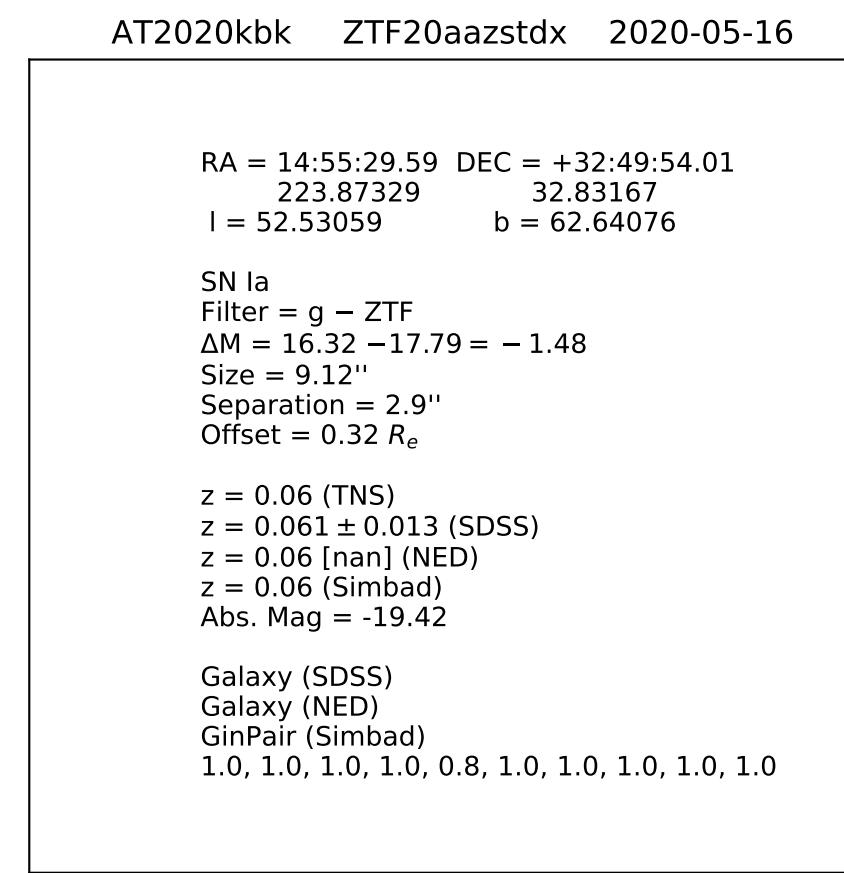 AT2020kbk ZTF20aazstdx 2020-05-16
RA = 14:55:29.59 DEC = +32:49:54.01
223.87329 32.83167
l = 52.53059 b = 62.64076
SN Ia
Filter = g − ZTF
ΔM = 16.32 −17.79 = − 1.48
Size = 9.12''
Separation = 2.9''
Offset = 0.32 Rₑ
z = 0.06 (TNS)
z = 0.061 ± 0.013 (SDSS)
z = 0.06 [nan] (NED)
z = 0.06 (Simbad)
Abs. Mag = -19.42
Galaxy (SDSS)
Galaxy (NED)
GinPair (Simbad)
1.0, 1.0, 1.0, 1.0, 0.8, 1.0, 1.0, 1.0, 1.0, 1.0